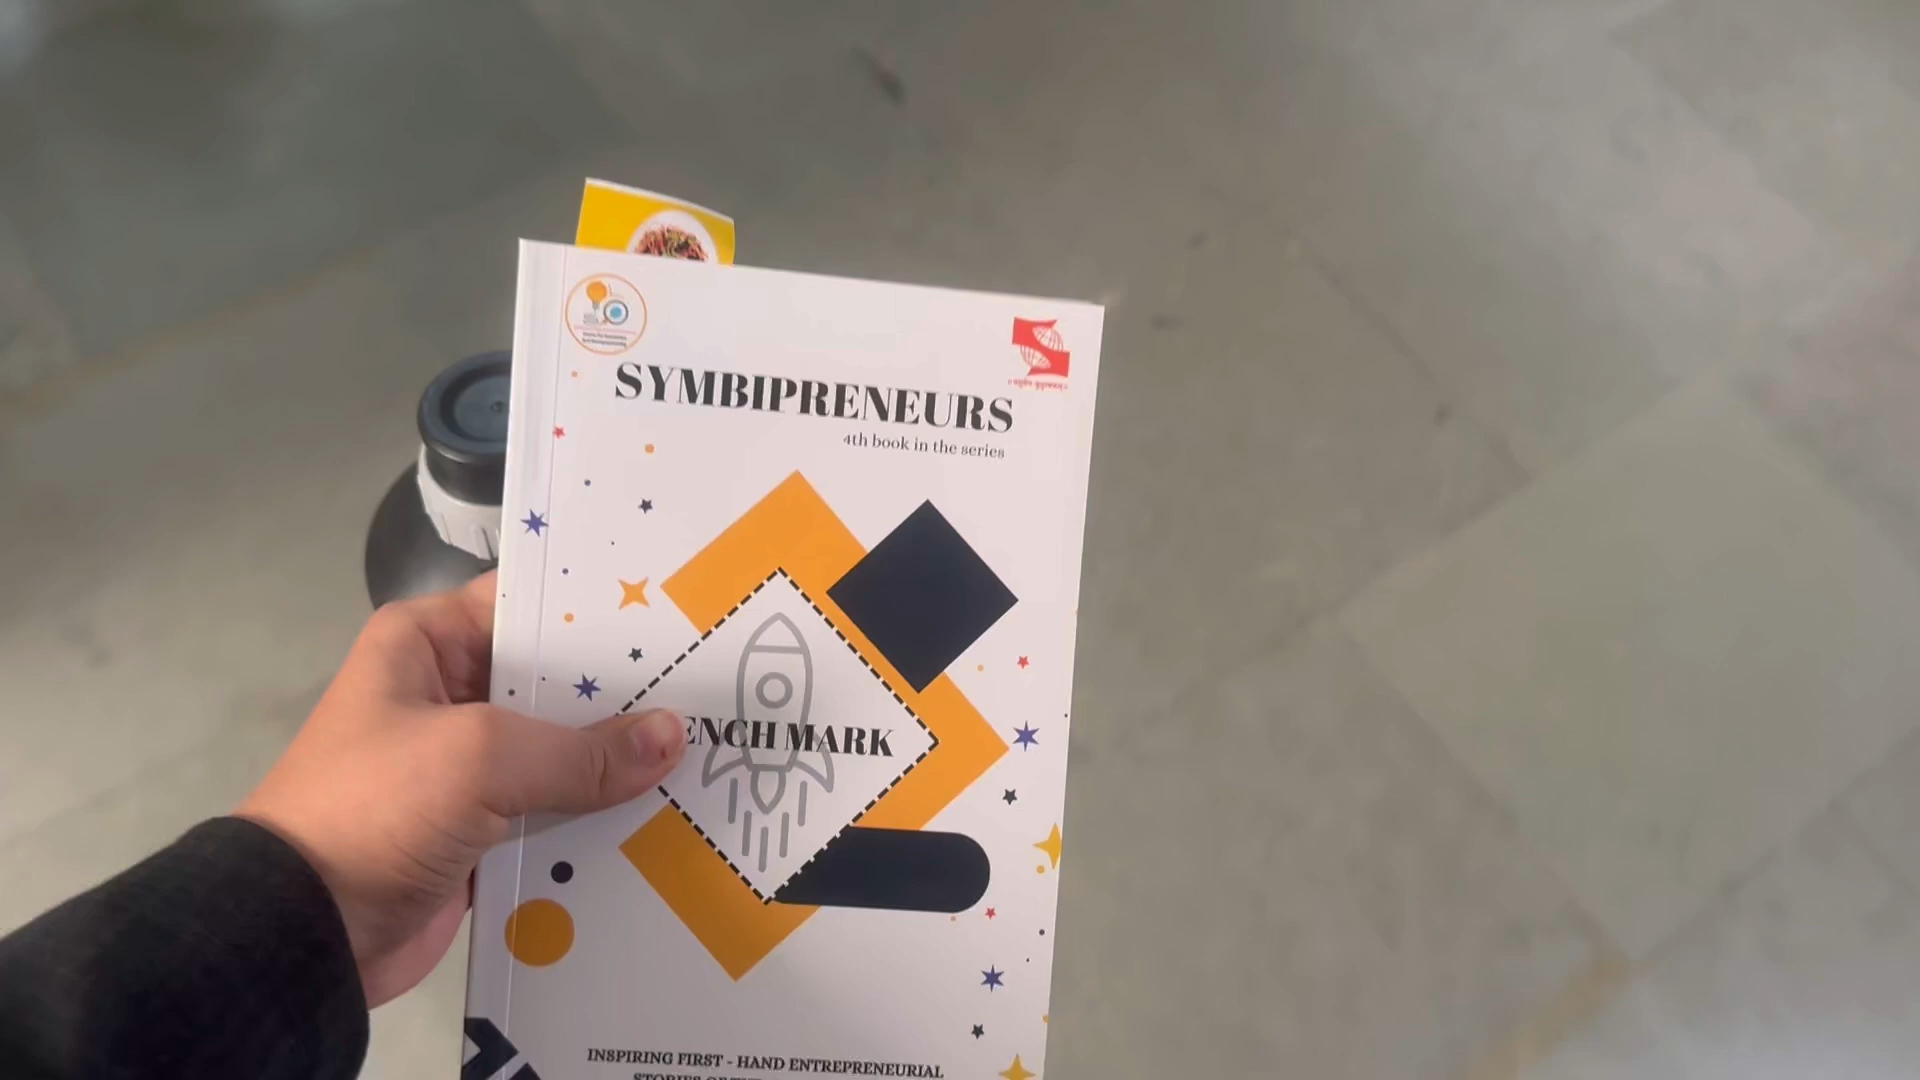 SYMBIPRENEURS
4th book in the series
ENCH MARK
INSPIRING FIRST - HAND ENTREPRENEURIAL